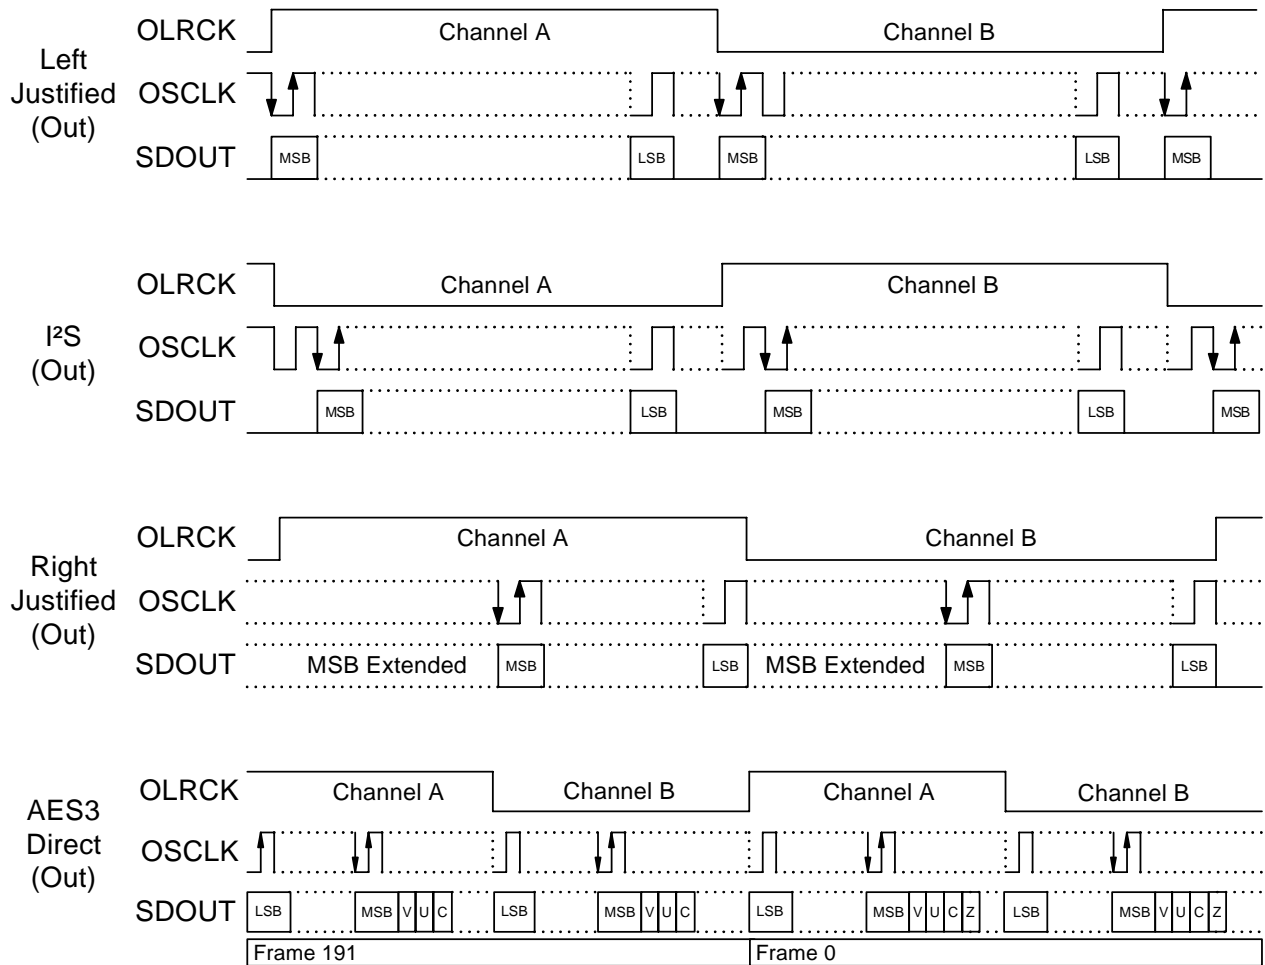 Left
Justified
(Out)
OLRCK Channel A Channel B
OSCLK
SDOUT MSB LSB MSB LSB MSB
I²S
(Out)
OLRCK Channel A Channel B
OSCLK
SDOUT MSB LSB MSB LSB MSB
Right
Justified
(Out)
OLRCK Channel A Channel B
OSCLK
SDOUT MSB Extended MSB LSB MSB Extended MSB LSB
AES3
Direct
(Out)
OLRCK Channel A Channel B Channel A Channel B
OSCLK
SDOUT LSB MSB V U C LSB MSB V U C LSB MSB V U C Z LSB MSB V U C Z
Frame 191 Frame 0